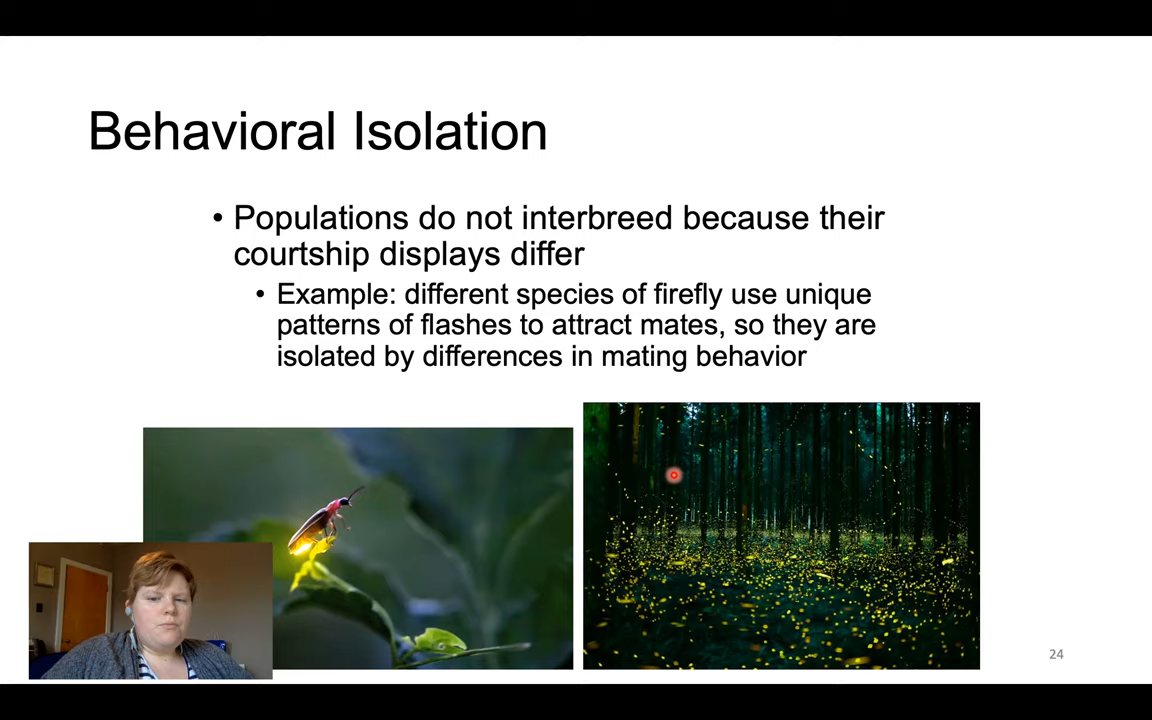 Behavioral Isolation
• Populations do not interbreed because their
courtship displays differ
• Example: different species of firefly use unique
patterns of flashes to attract mates, so they are
isolated by differences in mating behavior
24